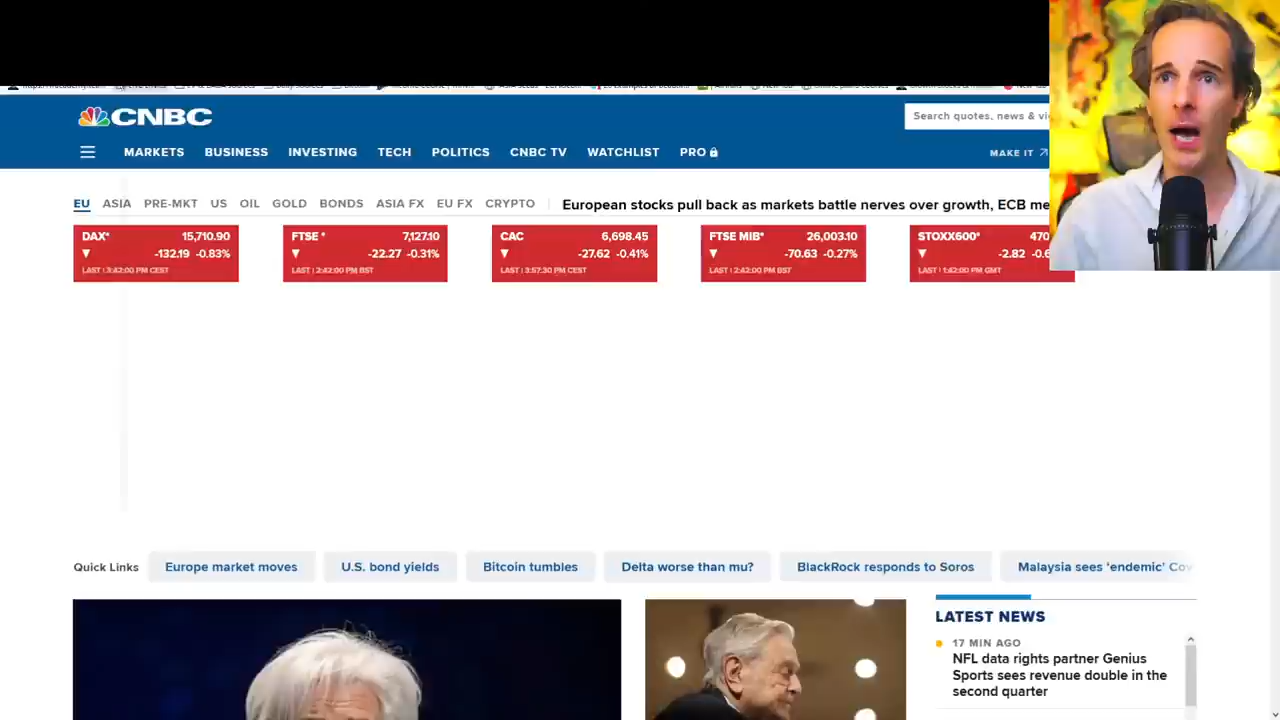 CNBC
Search quotes, news & vi
MARKETS BUSINESS INVESTING TECH POLITICS CNBC TV WATCHLIST PRO
MAKE IT
EU ASIA PRE-MKT US OIL GOLD BONDS ASIA FX EU FX CRYPTO
European stocks pull back as markets battle nerves over growth, ECB me
DAX* 15,710.90
-132.19 -0.83%
LAST | 3:42:00 PM CEST
FTSE * 7,127.10
-22.27 -0.31%
LAST | 2:42:00 PM BST
CAC 6,698.45
-27.62 -0.41%
LAST | 3:57:30 PM CEST
FTSE MIB* 26,003.10
-70.63 -0.27%
LAST | 2:42:00 PM BST
STOXX600* 470
-2.82 -0.6
LAST | 1:42:00 PM GMT
Quick Links
Europe market moves
U.S. bond yields
Bitcoin tumbles
Delta worse than mu?
BlackRock responds to Soros
Malaysia sees 'endemic' Cov
LATEST NEWS
17 MIN AGO
NFL data rights partner Genius
Sports sees revenue double in the
second quarter